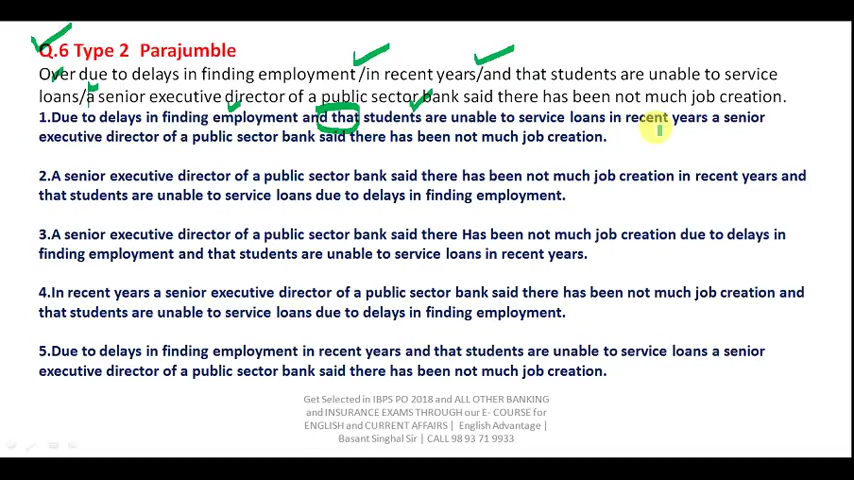 Q.6 Type 2 Parajumble
Over due to delays in finding employment /in recent years/and that students are unable to service
loans/a senior executive director of a public sector bank said there has been not much job creation.
1.Due to delays in finding employment and that students are unable to service loans in recent years a senior
executive director of a public sector bank said there has been not much job creation.
2.A senior executive director of a public sector bank said there has been not much job creation in recent years and
that students are unable to service loans due to delays in finding employment.
3.A senior executive director of a public sector bank said there Has been not much job creation due to delays in
finding employment and that students are unable to service loans in recent years.
4.In recent years a senior executive director of a public sector bank said there has been not much job creation and
that students are unable to service loans due to delays in finding employment.
5.Due to delays in finding employment in recent years and that students are unable to service loans a senior
executive director of a public sector bank said there has been not much job creation.
Get Selected in IBPS PO 2018 and ALL OTHER BANKING
and INSURANCE EXAMS THROUGH our E- COURSE for
ENGLISH and CURRENT AFFAIRS | English Advantage |
Basant Singhal Sir | CALL 98 93 71 9933